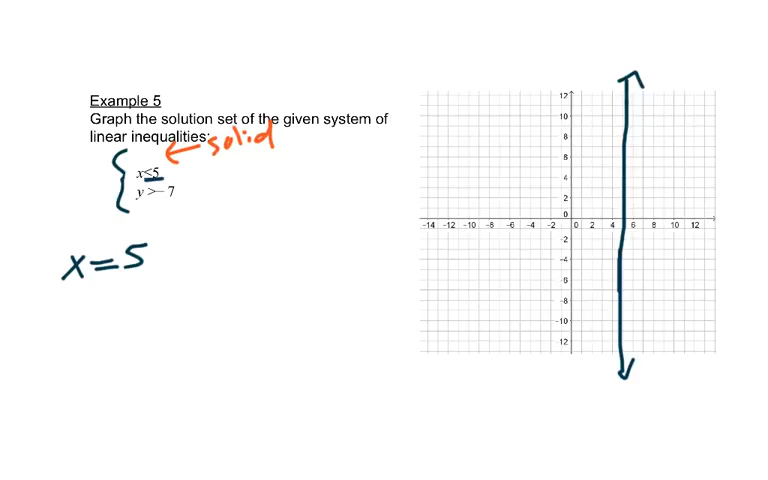 Example 5
Graph the solution set of the given system of
linear inequalities:
solid
x≤5
y >− 7
x=5
12
10
8
6
4
2
0
-14 -12 -10 -8 -6 -4 -2 0 2 4 6 8 10 12
-2
-4
6
-8
-10
12